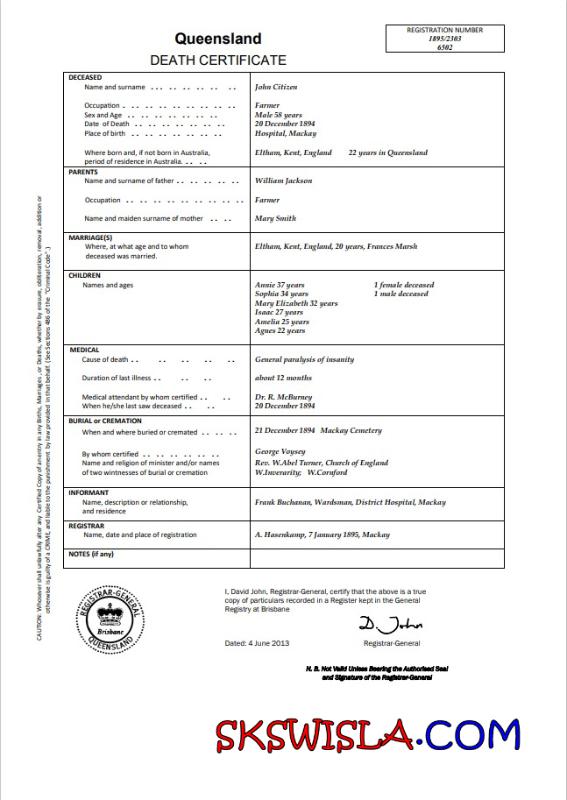 Queensland
DEATH CERTIFICATE
REGISTRATION NUMBER
1895/2303
6502
DECEASED
Name and surname ... .. .. .. .. .. John Citizen
Occupation . .. .. .. .. .. .. .. .. Farmer
Sex and Age .. .. .. .. .. .. .. Male 58 years
Date of Death .. .. .. .. .. .. .. 20 December 1894
Place of birth .. .. .. .. .. .. .. Hospital, Mackay
Where born and, if not born in Australia, Eltham, Kent, England 22 years in Queensland
period of residence in Australia. .. ..
PARENTS
Name and surname of father .. .. .. .. .. William Jackson
Occupation .. .. .. .. .. .. .. .. .. Farmer
Name and maiden surname of mother .. .. Mary Smith
MARRIAGE(S)
Where, at what age and to whom Eltham, Kent, England, 20 years, Frances Marsh
deceased was married.
CHILDREN
Names and ages Annie 37 years 1 female deceased
Sophia 34 years 1 male deceased
Mary Elizabeth 32 years
Isaac 27 years
Amelia 25 years
Agnes 22 years
MEDICAL
Cause of death .. .. .. .. .. General paralysis of insanity
Duration of last illness .. .. .. .. about 12 months
Medical attendant by whom certified .. .. Dr. R. McBurney
When he/she last saw deceased .. .. 20 December 1894
BURIAL or CREMATION
When and where buried or cremated .. .. .. 21 December 1894 Mackay Cemetery
By whom certified .. .. .. .. .. .. George Voysey
Name and religion of minister and/or names Rev. W.Abel Turner, Church of England
of two wintnesses of burial or cremation W.Inverarity; W.Cornford
INFORMANT
Name, description or relationship, Frank Buchanan, Wardsman, District Hospital, Mackay
and residence
REGISTRAR
Name, date and place of registration A. Hasenkamp, 7 January 1895, Mackay
NOTES (if any)
CAUTION: Whosoever shall unlawfully alter any Certified Copy of an entry in any Births, Marriages ,or Deaths, whether by erasure, obliteration, removal, addition or
otherwise is guilty of a CRIME, and liable to the punishment by law provided in that behalf. (See Sections 486 of the "Criminal Code".)
REGISTRAR-GENERAL
Brisbane
QUEENSLAND
I, David John, Registrar-General, certify that the above is a true
copy of particulars recorded in a Register kept in the General
Registry at Brisbane
D. John
Dated: 4 June 2013 Registrar-General
N. B. Not Valid Unless Bearing the Authorised Seal
and Signature of the Registrar-General
SKSWISLA.COM